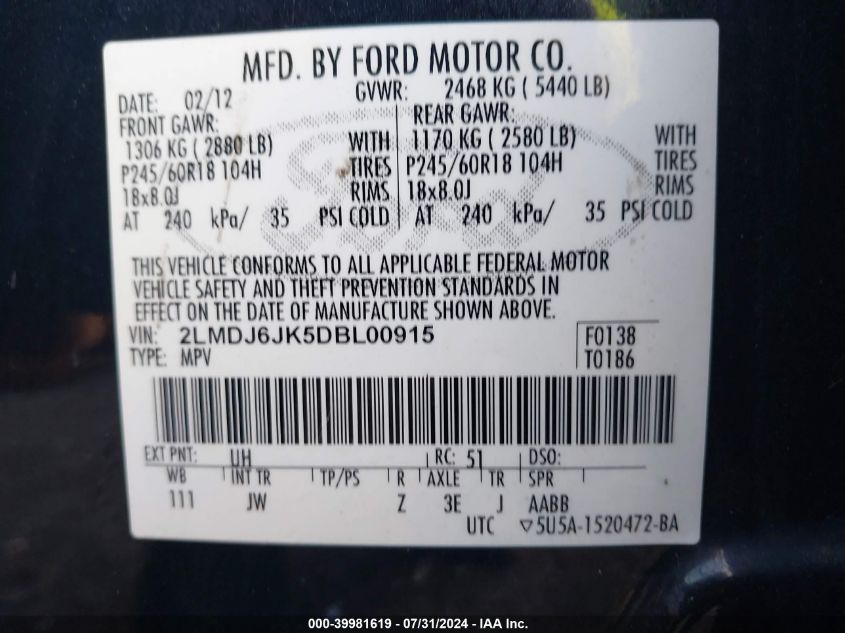 MFD. BY FORD MOTOR CO.
DATE: 02/12 GVWR: 2468 KG ( 5440 LB)
FRONT GAWR: REAR GAWR:
1306 KG ( 2880 LB) WITH 1170 KG ( 2580 LB) WITH
P245/60R18 104H TIRES P245/60R18 104H TIRES
18x8.0J RIMS 18x8.0J RIMS
AT 240 kPa/ 35 PSI COLD AT 240 kPa/ 35 PSI COLD
THIS VEHICLE CONFORMS TO ALL APPLICABLE FEDERAL MOTOR
VEHICLE SAFETY AND THEFT PREVENTION STANDARDS IN
EFFECT ON THE DATE OF MANUFACTURE SHOWN ABOVE.
VIN: 2LMDJ6JK5DBL00915 F0138
TYPE: MPV T0186
EXT PNT: UH RC: 51 DSO:
WB INT TR TP/PS R AXLE TR SPR
111 JW Z 3E J AABB
UTC ▽5U5A-1520472-BA
000-39981619 / 07/31/2024 - IAA Inc.